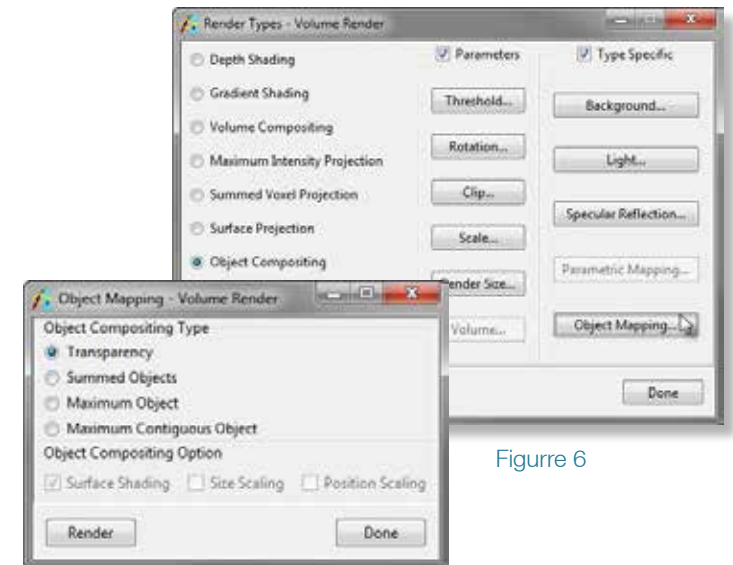 Render Types - Volume Render
Parameters
Type Specific
Depth Shading
Gradient Shading
Volume Compositing
Maximum Intensity Projection
Summed Voxel Projection
Surface Projection
Object Compositing
Threshold...
Rotation...
Clip...
Scale...
Render Size...
Volume...
Background...
Light...
Specular Reflection...
Parametric Mapping...
Object Mapping...
Done
Object Mapping - Volume Render
Object Compositing Type
Transparency
Summed Objects
Maximum Object
Maximum Contiguous Object
Object Compositing Option
Surface Shading Size Scaling Position Scaling
Render Done
Figurre 6